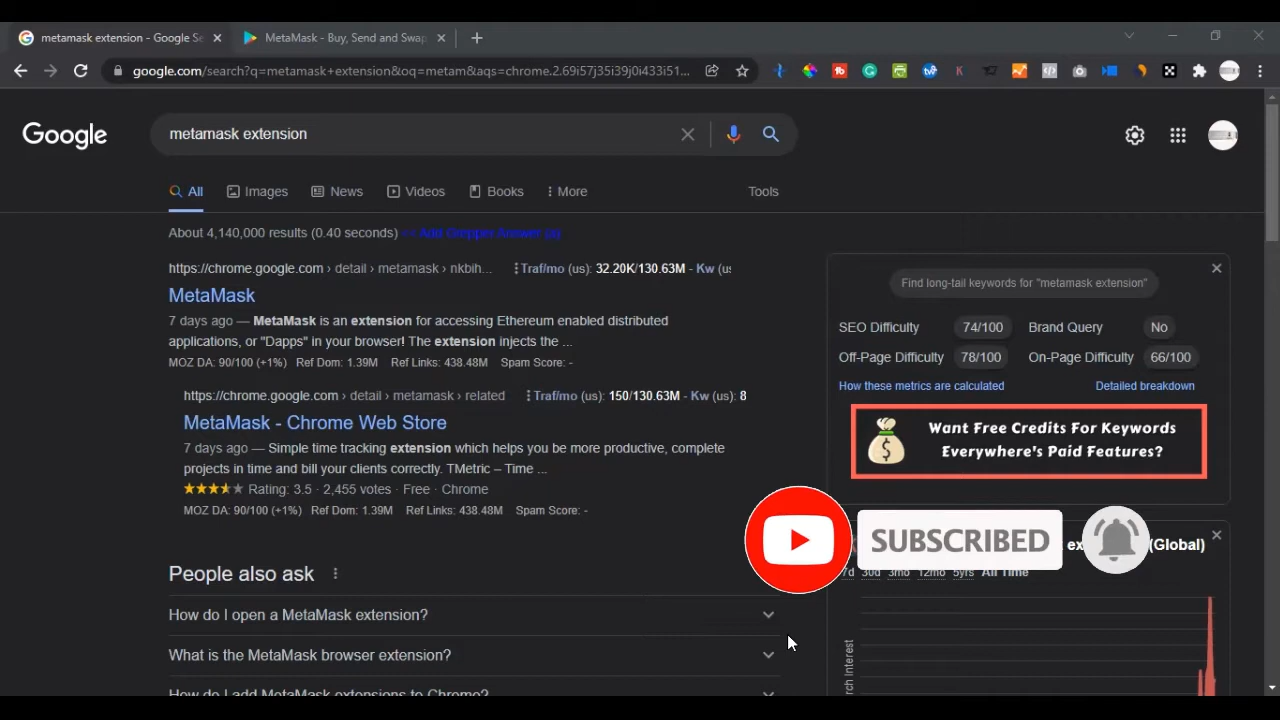 metamask extension - Google Se
MetaMask - Buy, Send and Swap
google.com/search?q=metamask+extension&oq=metam&aqs=chrome.2.69i57j35i39j0i433i51...
Google
metamask extension
All
Images
News
Videos
Books
More
Tools
About 4,140,000 results (0.40 seconds)
https://chrome.google.com › detail › metamask › nkbih...
Traf/mo (us): 32.20K/130.63M - Kw (us
MetaMask
7 days ago — MetaMask is an extension for accessing Ethereum enabled distributed
applications, or "Dapps" in your browser! The extension injects the ...
MOZ DA: 90/100 (+1%) Ref Dom: 1.39M Ref Links: 438.48M Spam Score: -
https://chrome.google.com › detail › metamask › related
Traf/mo (us): 150/130.63M - Kw (us): 8
MetaMask - Chrome Web Store
7 days ago — Simple time tracking extension which helps you be more productive, complete
projects in time and bill your clients correctly. TMetric – Time ...
Rating: 3.5 · 2,455 votes · Free · Chrome
MOZ DA: 90/100 (+1%) Ref Dom: 1.39M Ref Links: 438.48M Spam Score: -
People also ask
How do I open a MetaMask extension?
What is the MetaMask browser extension?
How do I add MetaMask extensions to Chrome?
Find long-tail keywords for "metamask extension"
SEO Difficulty 74/100 Brand Query No
Off-Page Difficulty 78/100 On-Page Difficulty 66/100
How these metrics are calculated
Detailed breakdown
Want Free Credits For Keywords
Everywhere's Paid Features?
SUBSCRIBED
(Global)
7d 30d 3mo 12mo 5yrs All Time
rch Interest